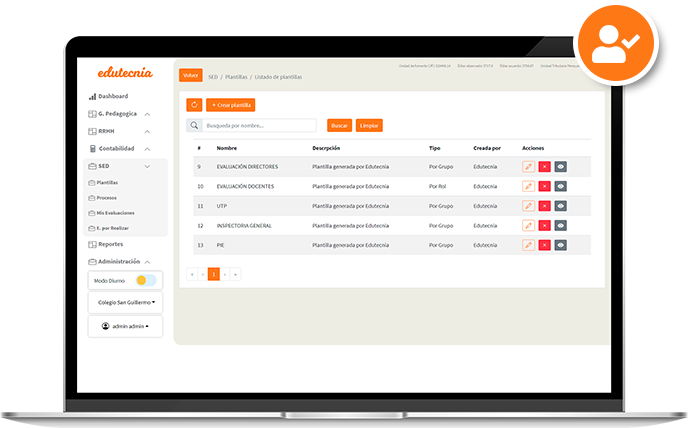 edutecnia
Volver
SED / Plantillas / Listado de plantillas
Dashboard
G. Pedagogica
RRHH
Contabilidad
SED
Plantillas
Procesos
Mis Evaluaciones
E. por Realizar
Reportes
Administración
Modo Diurno
Colegio San Guillermo
admin admin
+ Crear plantilla
Busqueda por nombre...
Buscar
Limpiar
# Nombre Descrpción Tipo Creada por Acciones
9 EVALUACIÓN DIRECTORES Plantilla generada por Edutecnia Por Grupo Edutecnia
10 EVALUACIÓN DOCENTES Plantilla generada por Edutecnia Por Rol Edutecnia
11 UTP Plantilla generada por Edutecnia Por Grupo Edutecnia
12 INSPECTORIA GENERAL Plantilla generada por Edutecnia Por Grupo Edutecnia
13 PIE Plantilla generada por Edutecnia Por Grupo Edutecnia
« ‹ 1 › »